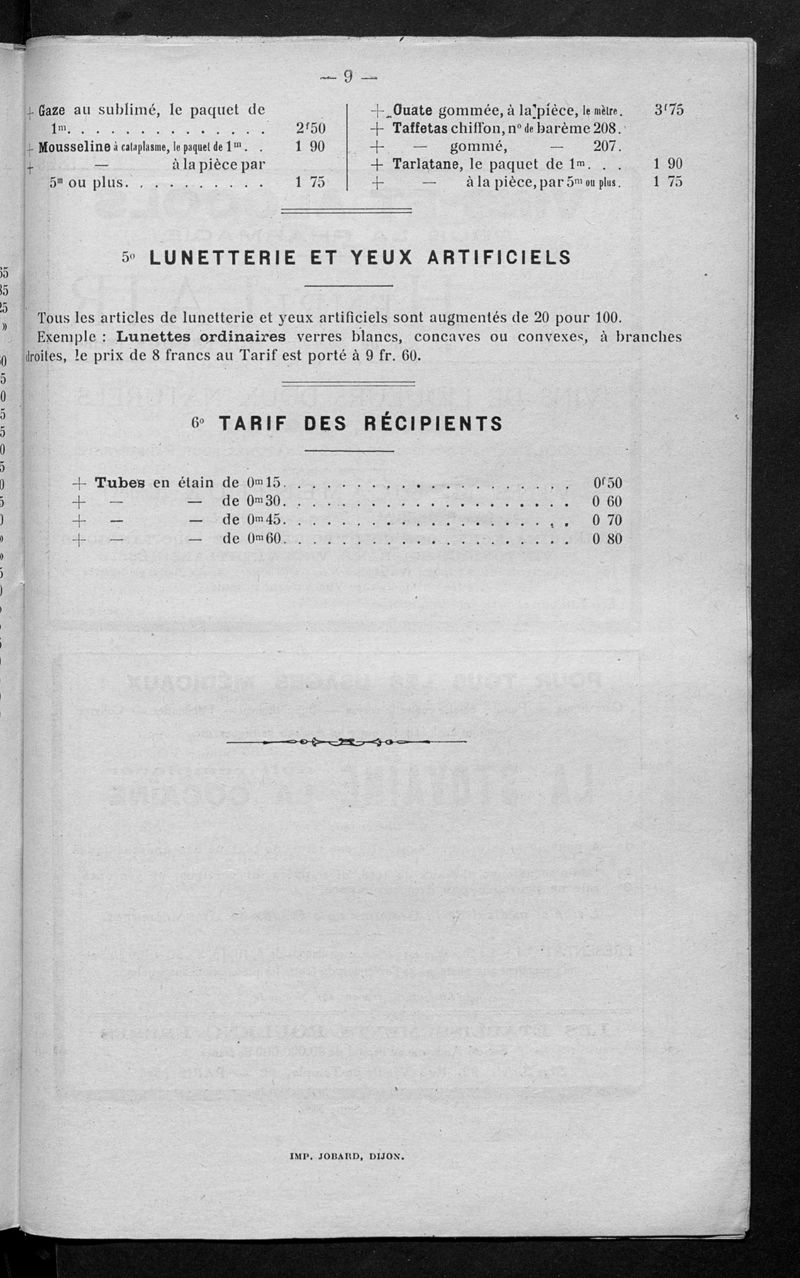 — 9 —
+ Gaze au sublimé, le paquet de
1m. . . . . . . . . . . . . . 2f50
+ Mousseline à cataplasme, le paquet de 1m. . 1 90
+ — à la pièce par
5m ou plus. . . . . . . . . . 1 75
+ Ouate gommée, à la pièce, le mètre. 3f75
+ Taffetas chiffon, no de barème 208.
+ — gommé, — 207.
+ Tarlatane, le paquet de 1m. . . 1 90
+ — à la pièce, par 5m ou plus. 1 75
5o LUNETTERIE ET YEUX ARTIFICIELS
Tous les articles de lunetterie et yeux artificiels sont augmentés de 20 pour 100.
Exemple : Lunettes ordinaires verres blancs, concaves ou convexes, à branches
droites, le prix de 8 francs au Tarif est porté à 9 fr. 60.
6o TARIF DES RÉCIPIENTS
+ Tubes en étain de 0m15. . . . . . . . . . . . . . . . . . . . 0f50
+ — — de 0m30. . . . . . . . . . . . . . . . . . . . 0 60
+ — — de 0m45. . . . . . . . . . . . . . . . . . . . 0 70
+ — — de 0m60. . . . . . . . . . . . . . . . . . . . 0 80
IMP. JOBARD, DIJON.